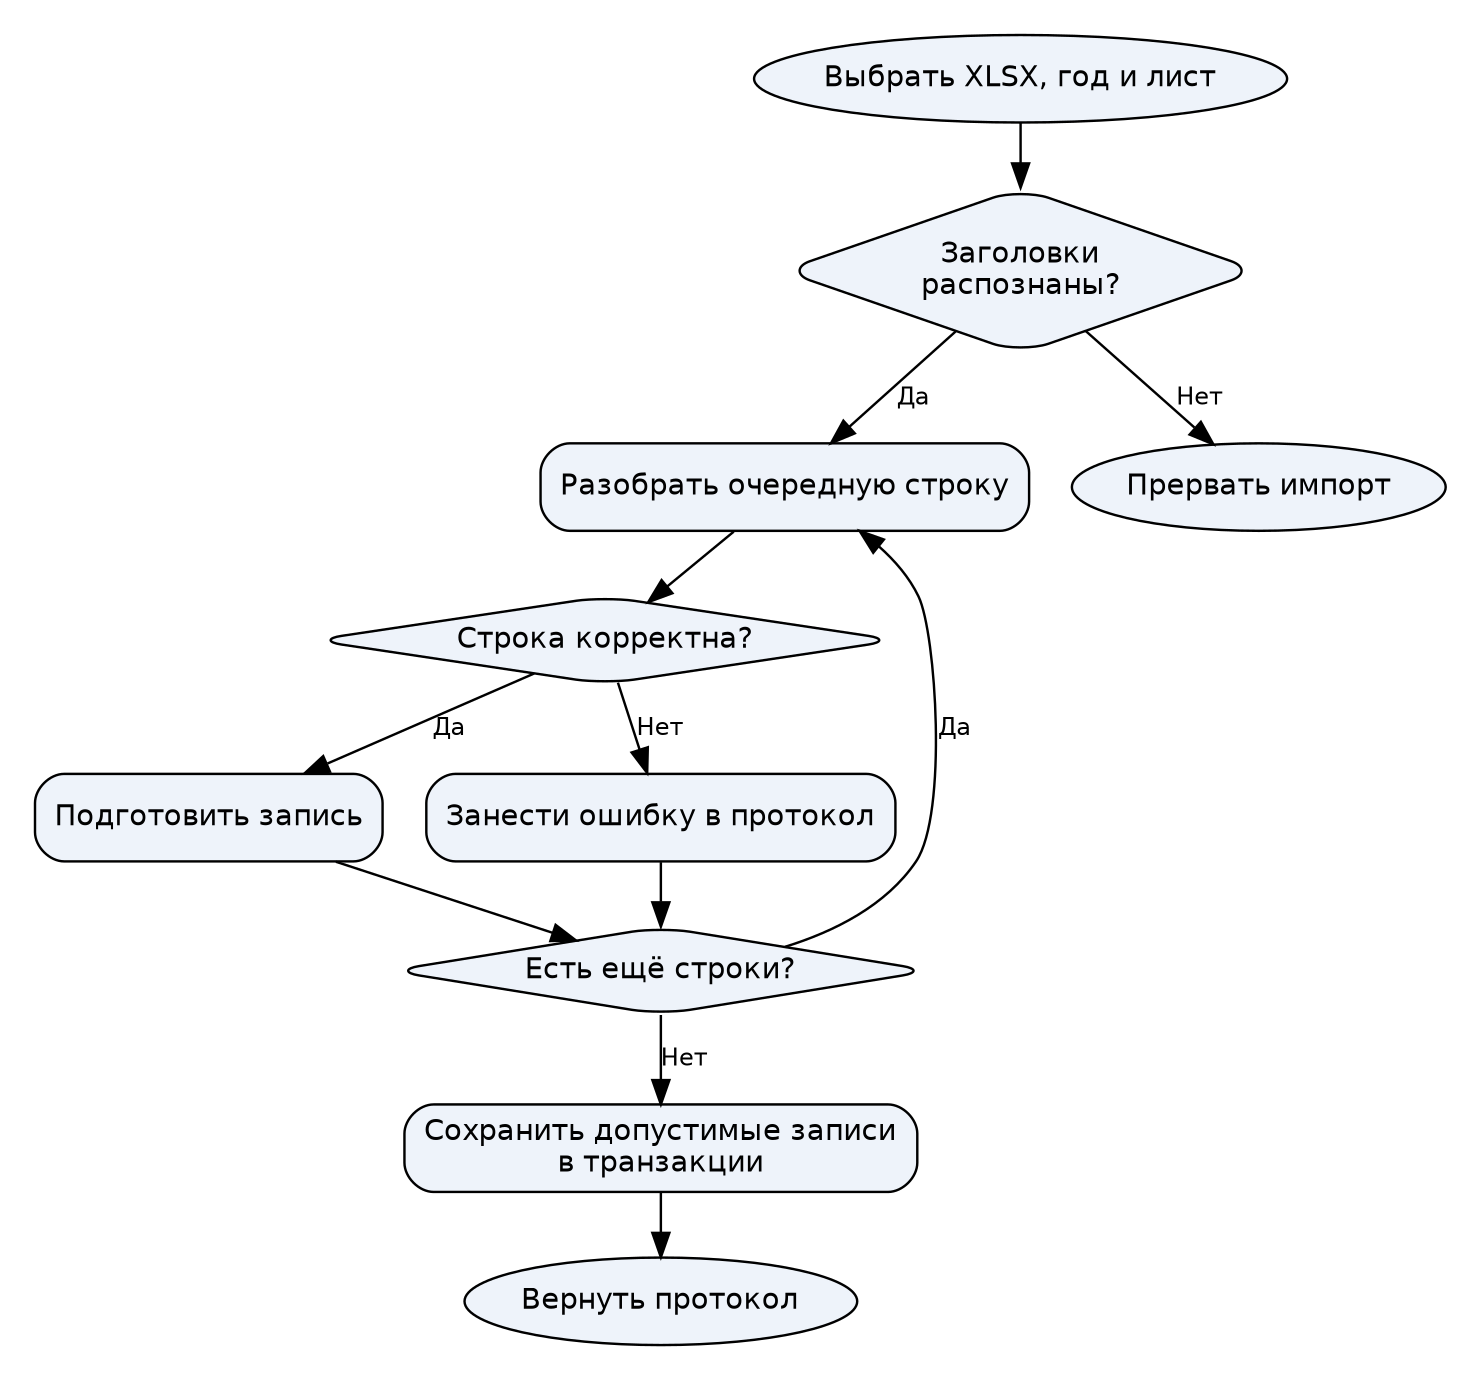 Выбрать XLSX, год и лист
Заголовки
распознаны?
Да
Нет
Разобрать очередную строку
Прервать импорт
Строка корректна?
Да
Нет
Да
Подготовить запись
Занести ошибку в протокол
Есть ещё строки?
Нет
Сохранить допустимые записи
в транзакции
Вернуть протокол